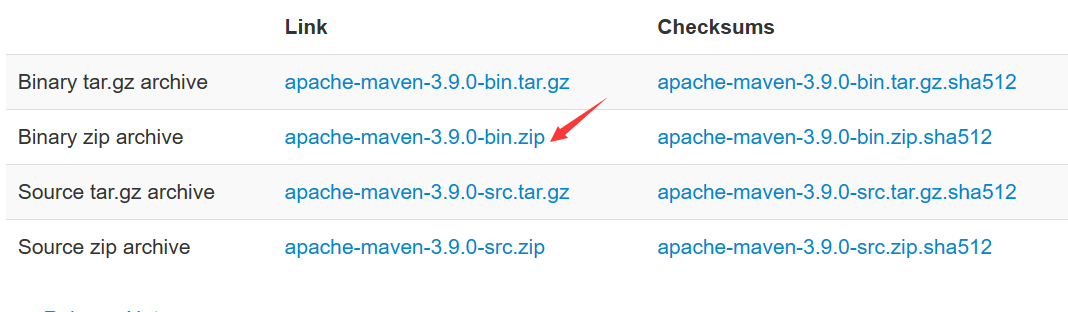 Link Checksums
Binary tar.gz archive apache-maven-3.9.0-bin.tar.gz apache-maven-3.9.0-bin.tar.gz.sha512
Binary zip archive apache-maven-3.9.0-bin.zip apache-maven-3.9.0-bin.zip.sha512
Source tar.gz archive apache-maven-3.9.0-src.tar.gz apache-maven-3.9.0-src.tar.gz.sha512
Source zip archive apache-maven-3.9.0-src.zip apache-maven-3.9.0-src.zip.sha512